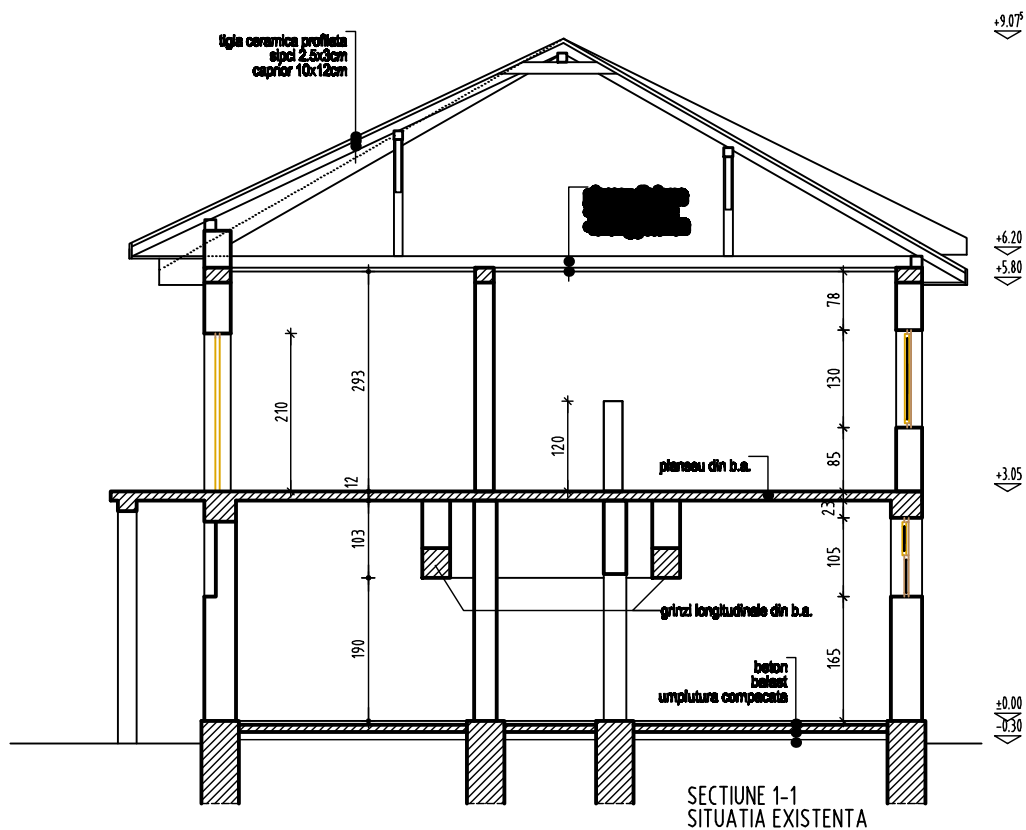 +9.07⁵
tigla ceramica profilata
sipci 2.5x3cm
caprior 10x12cm
+6.20
+5.80
78
293
130
210
120
85
planseu din b.a.
+3.05
12
23
103
105
grinzi longitudinale din b.a.
190
165
beton
balast
umplutura compacata
±0.00
-0.30
SECTIUNE 1-1
SITUATIA EXISTENTA